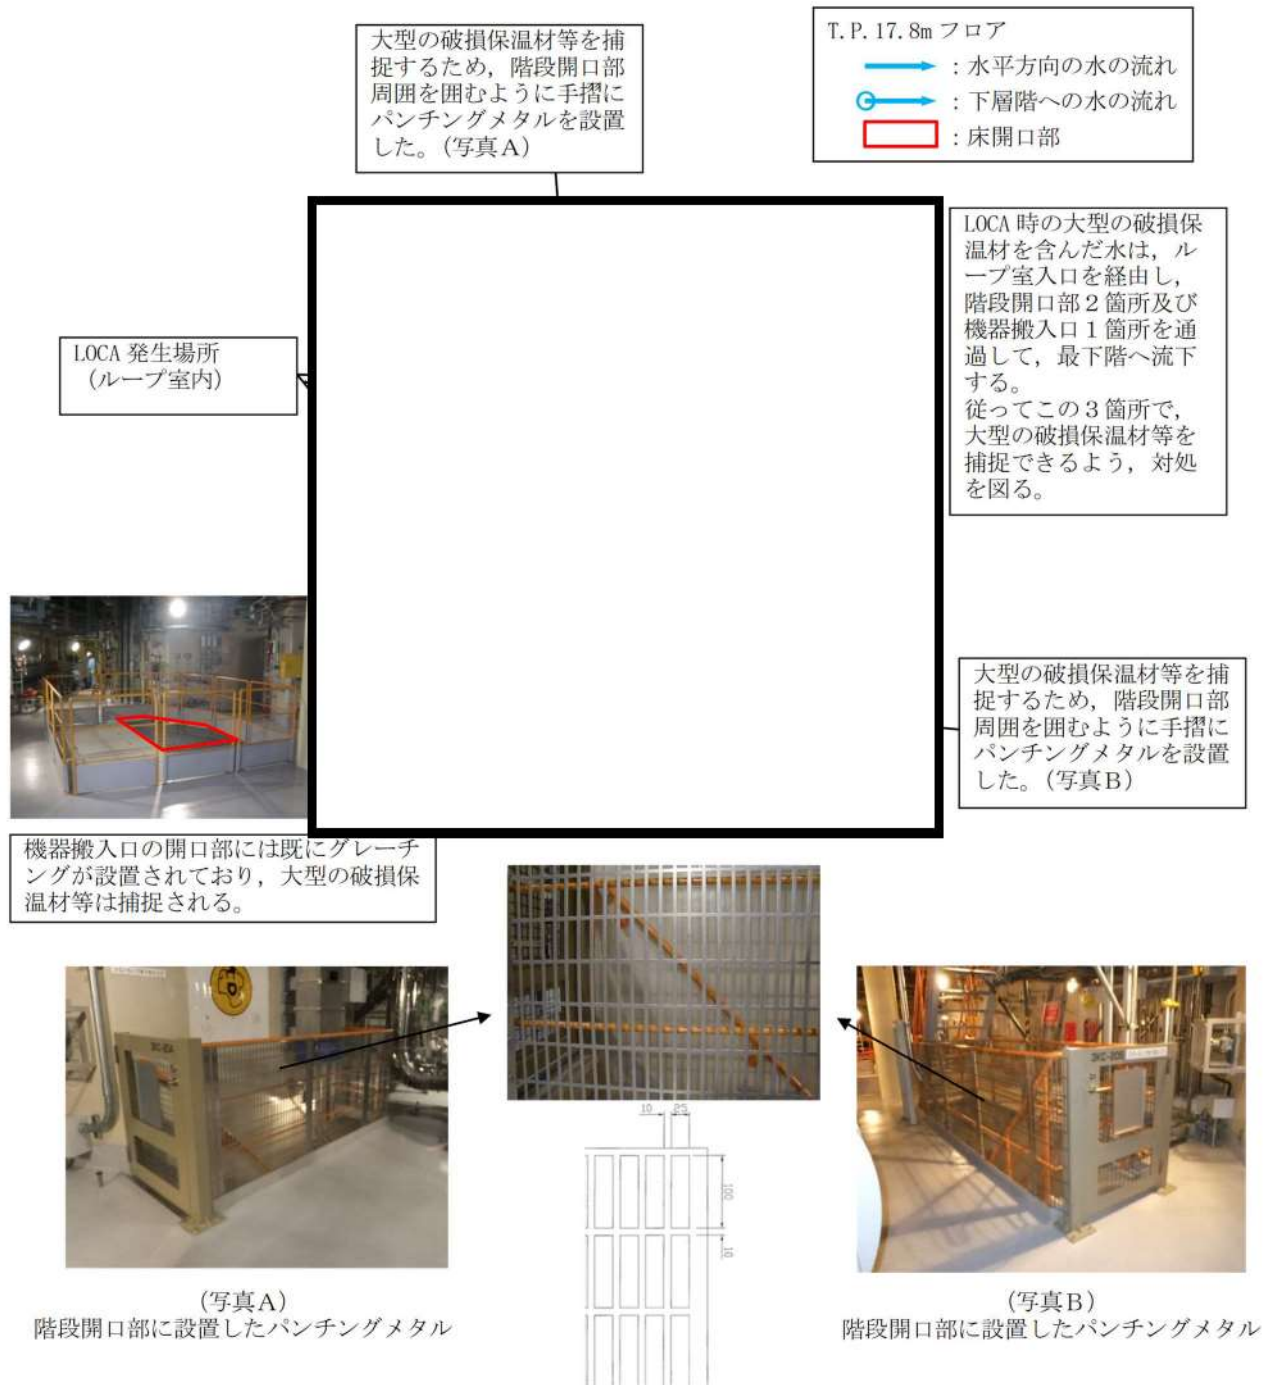 大型の破損保温材等を捕
捉するため，階段開口部
周囲を囲むように手摺に
パンチングメタルを設置
した。（写真Ａ）
T.P.17.8m フロア
：水平方向の水の流れ
：下層階への水の流れ
：床開口部
LOCA 時の大型の破損保
温材を含んだ水は，ル
ープ室入口を経由し，
階段開口部２箇所及び
機器搬入口１箇所を通
過して，最下階へ流下
する。
従ってこの３箇所で，
大型の破損保温材等を
捕捉できるよう，対処
を図る。
LOCA 発生場所
（ループ室内）
大型の破損保温材等を捕
捉するため，階段開口部
周囲を囲むように手摺に
パンチングメタルを設置
した。（写真Ｂ）
機器搬入口の開口部には既にグレーチ
ングが設置されており，大型の破損保
温材等は捕捉される。
10 25
100
10
（写真Ａ）
階段開口部に設置したパンチングメタル
（写真Ｂ）
階段開口部に設置したパンチングメタル